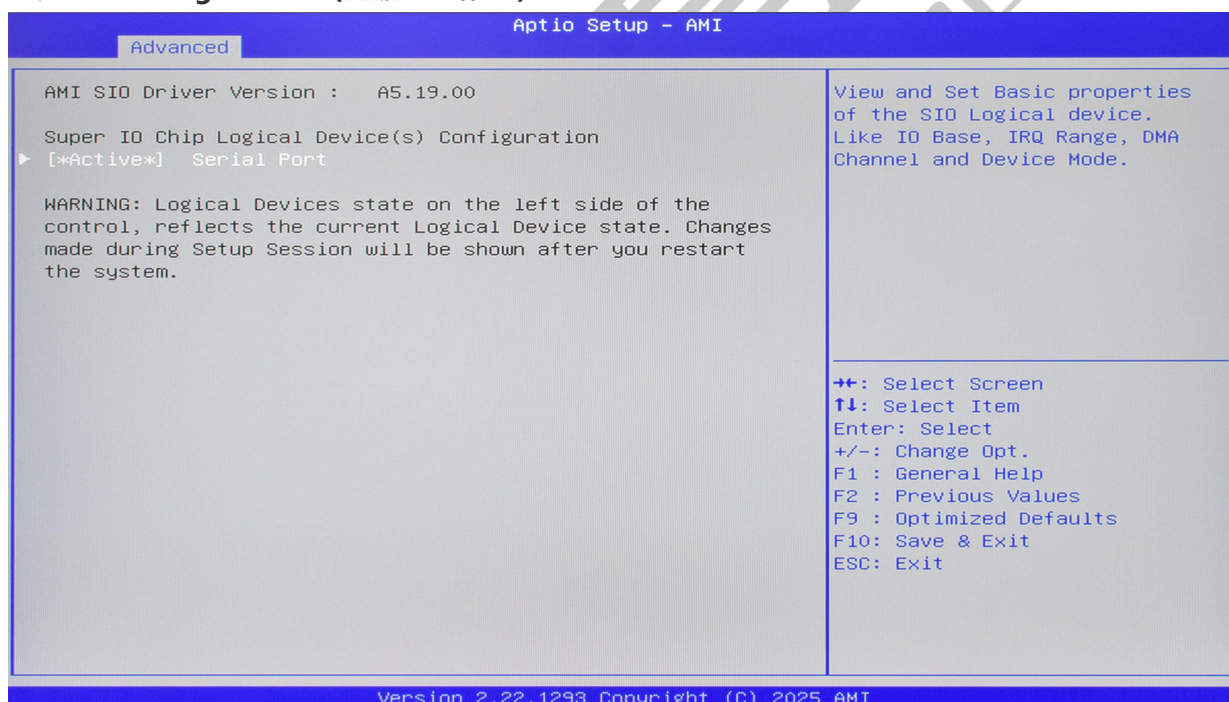 Aptio Setup – AMI
Advanced
AMI SIO Driver Version : A5.19.00
Super IO Chip Logical Device(s) Configuration
▶ [*Active*] Serial Port
WARNING: Logical Devices state on the left side of the
control, reflects the current Logical Device state. Changes
made during Setup Session will be shown after you restart
the system.
View and Set Basic properties
of the SIO Logical device.
Like IO Base, IRQ Range, DMA
Channel and Device Mode.
→←: Select Screen
↑↓: Select Item
Enter: Select
+/-: Change Opt.
F1 : General Help
F2 : Previous Values
F9 : Optimized Defaults
F10: Save & Exit
ESC: Exit
Version 2.22.1293 Copyright (C) 2025 AMI